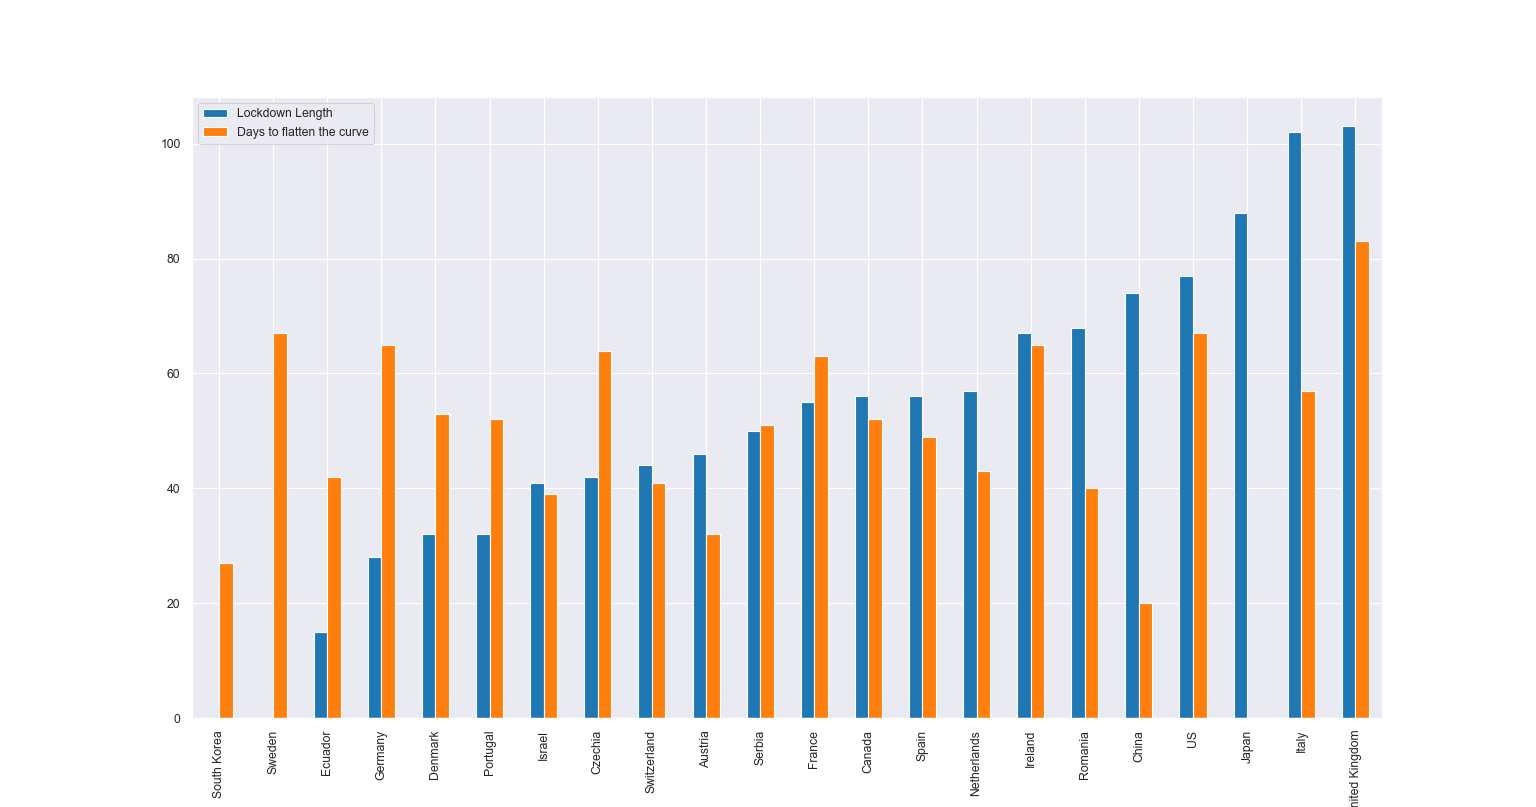 Lockdown Length
Days to flatten the curve
100
80
60
40
20
0
South Korea
Sweden
Ecuador
Germany
Denmark
Portugal
Israel
Czechia
Switzerland
Austria
Serbia
France
Canada
Spain
Netherlands
Ireland
Romania
China
US
Japan
Italy
nited Kingdom